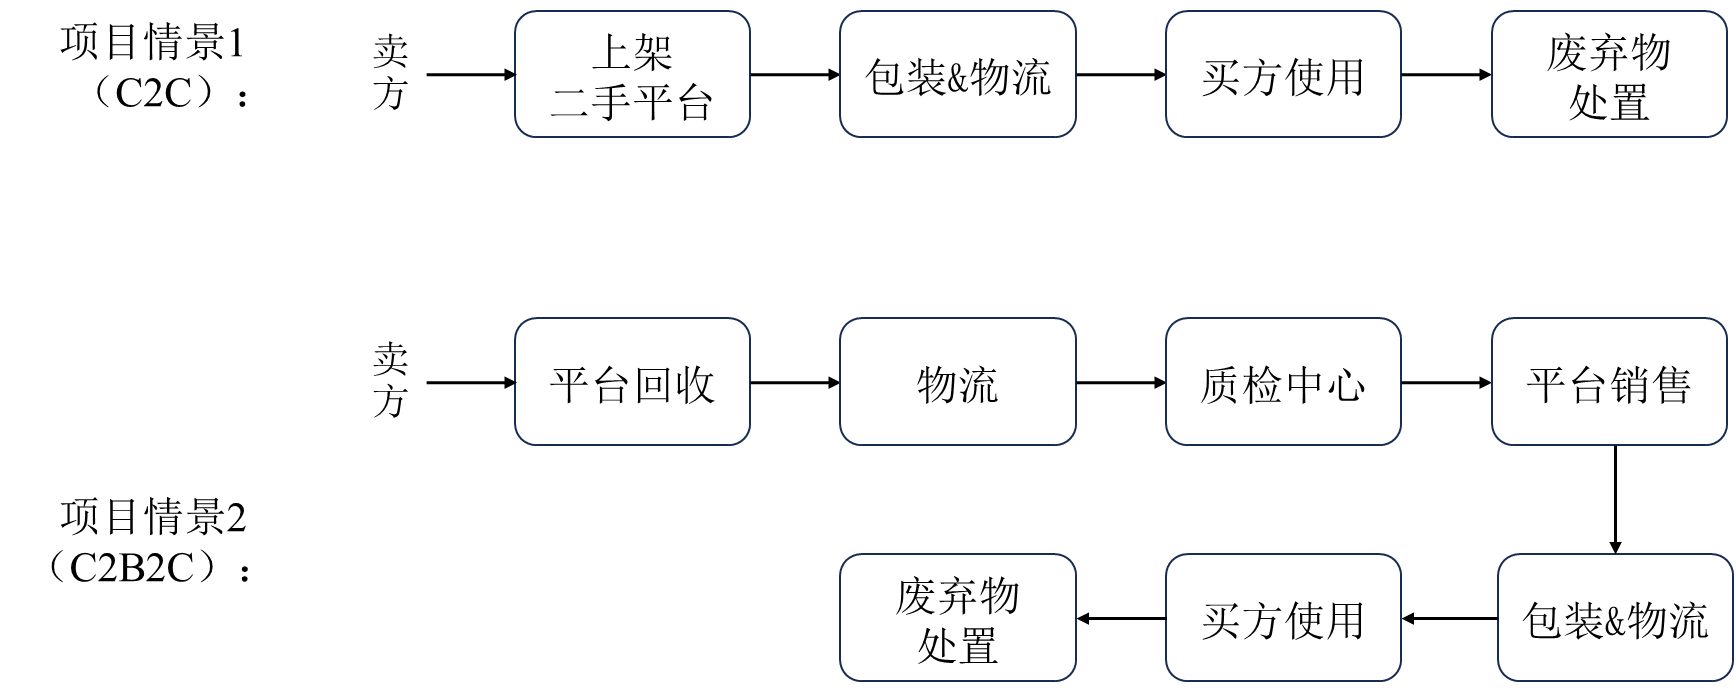 项目情景1
（C2C）：
卖
方
上架
二手平台
包装&物流
买方使用
废弃物
处置
项目情景2
（C2B2C）：
卖
方
平台回收
物流
质检中心
平台销售
包装&物流
买方使用
废弃物
处置